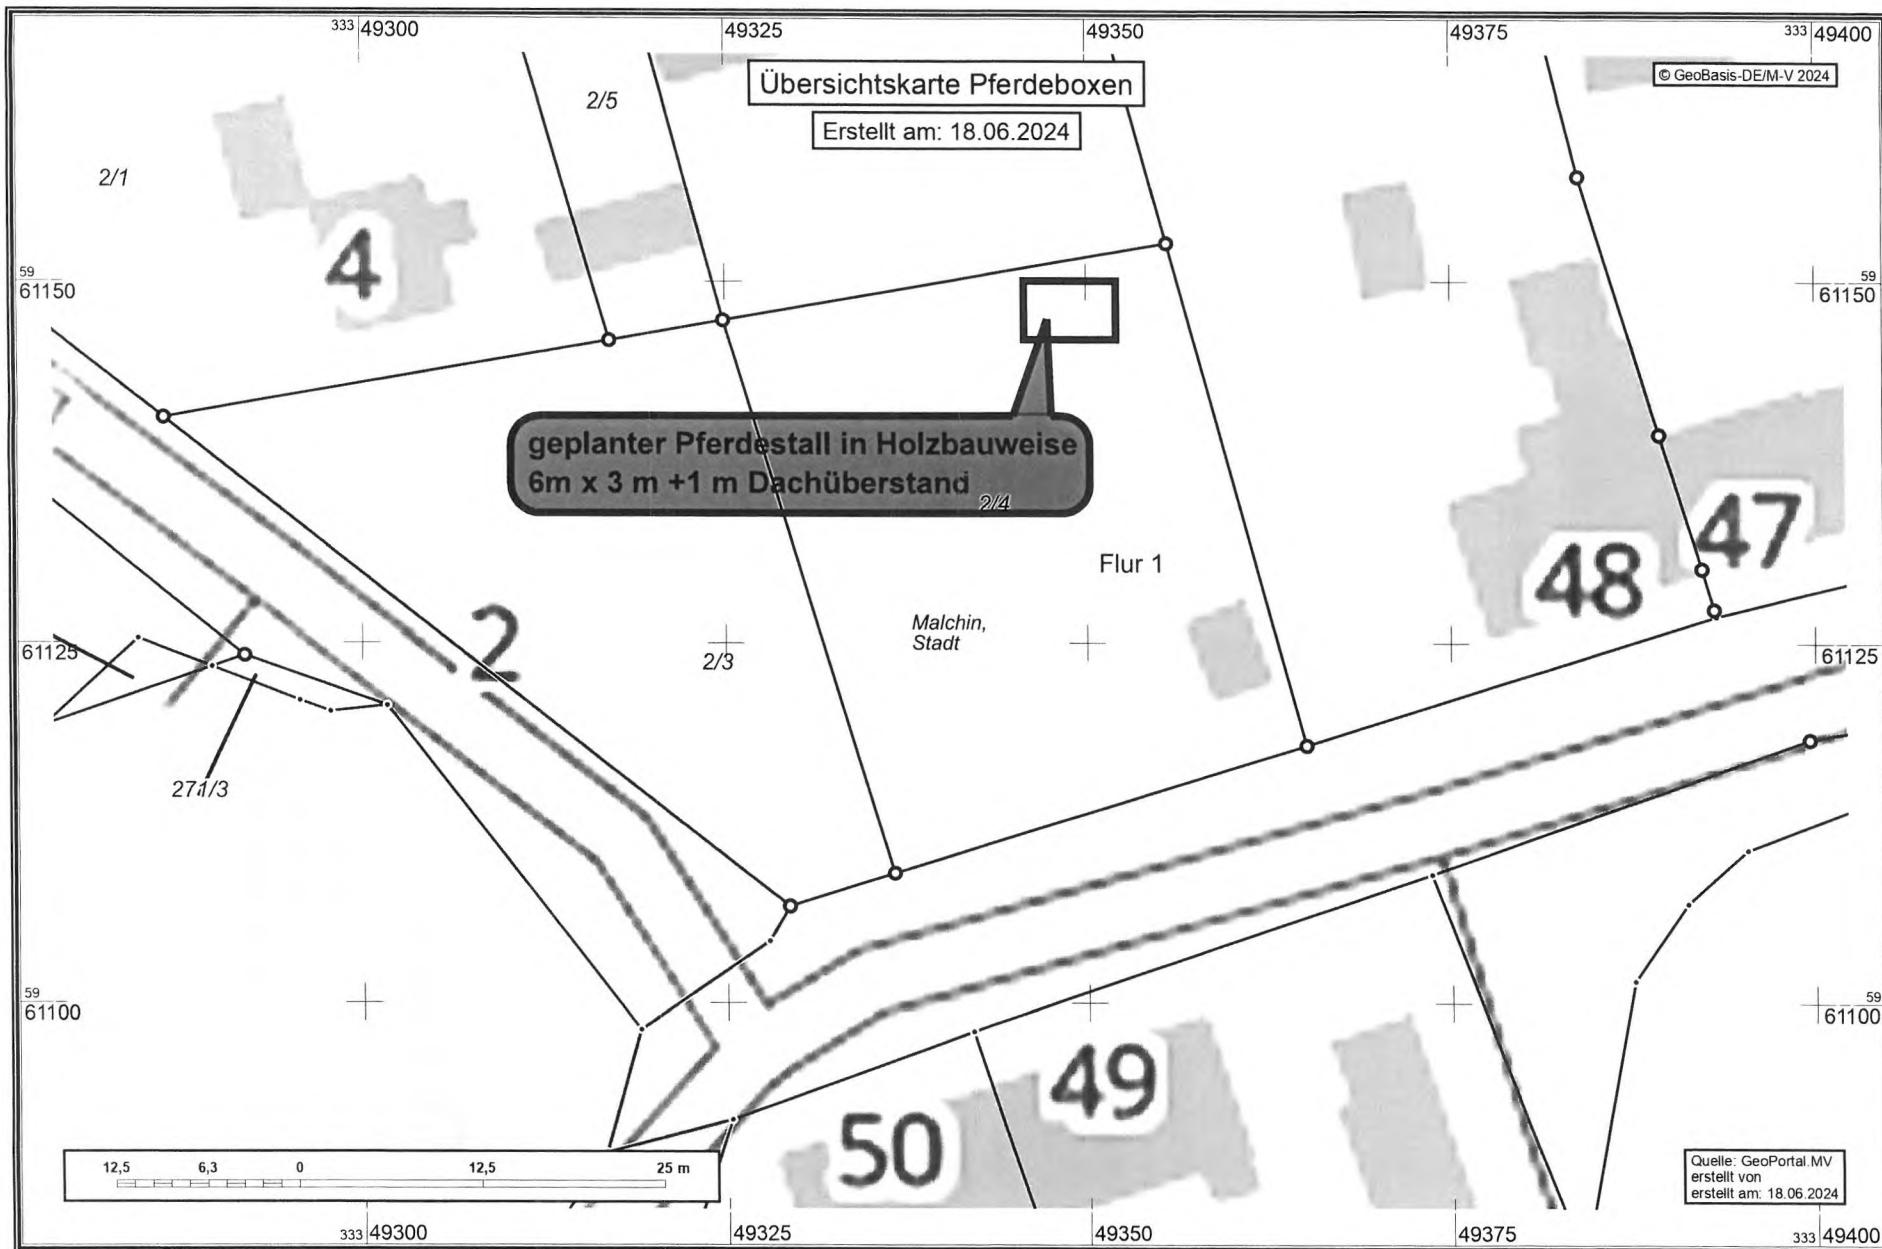 333 49300
49325
49350
49375
333 49400
Übersichtskarte Pferdeboxen
© GeoBasis-DE/M-V 2024
Erstellt am: 18.06.2024
2/5
2/1
4
59
61150
59
61150
geplanter Pferdestall in Holzbauweise
6m x 3 m +1 m Dachüberstand
2/4
Flur 1
47
48
2
Malchin,
Stadt
2/3
61125
61125
271/3
59
61100
59
61100
49
50
12,5 6,3 0 12,5 25 m
Quelle: GeoPortal.MV
erstellt von
erstellt am: 18.06.2024
333 49300
49325
49350
49375
333 49400